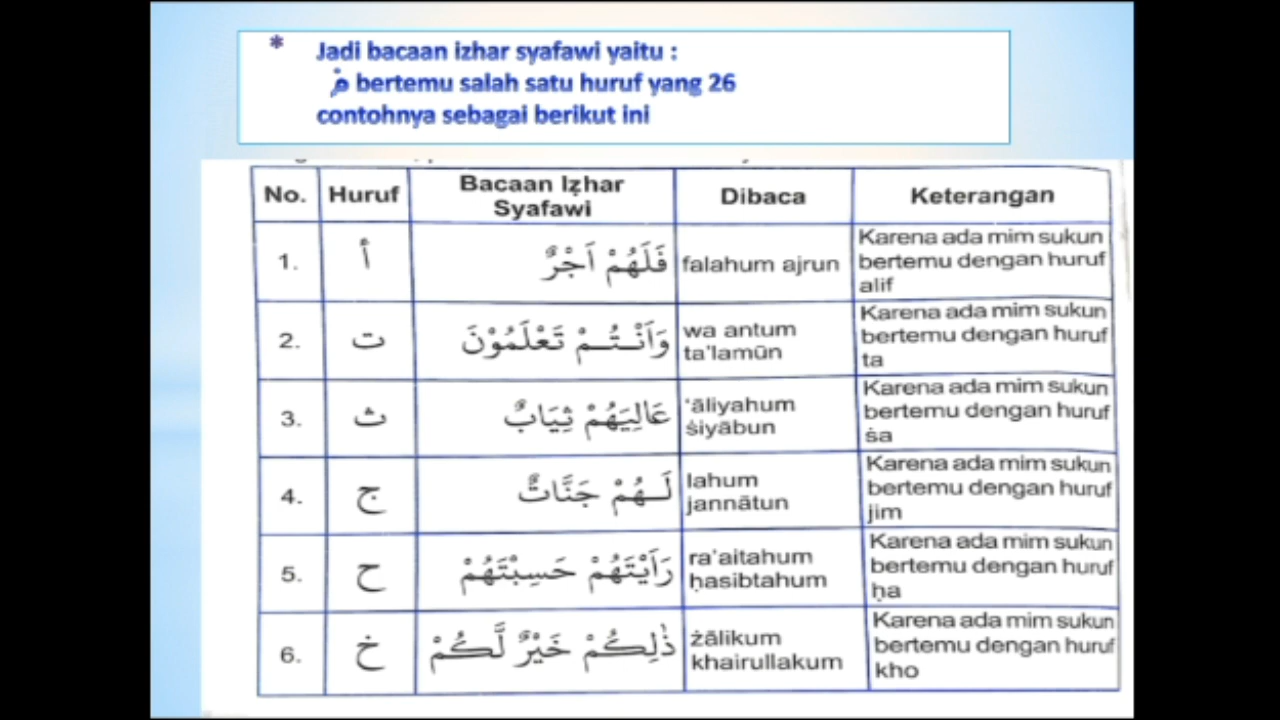 * Jadi bacaan izhar syafawi yaitu :
مْ bertemu salah satu huruf yang 26
contohnya sebagai berikut ini
No. Huruf Bacaan Iẓhar Syafawi Dibaca Keterangan
1. أ فَلَهُمْ اَجْرٌ falahum ajrun Karena ada mim sukun bertemu dengan huruf alif
2. ت وَاَنْـتُـمْ تَعْلَمُوْنَ wa antum ta'lamūn Karena ada mim sukun bertemu dengan huruf ta
3. ث عَالِيَهُمْ ثِيَابٌ 'āliyahum śiyābun Karena ada mim sukun bertemu dengan huruf śa
4. ج لَـهُمْ جَنَّاتٌ lahum jannātun Karena ada mim sukun bertemu dengan huruf jim
5. ح رَاَيْتَهُمْ حَسِبْتَهُمْ ra'aitahum ḥasibtahum Karena ada mim sukun bertemu dengan huruf ḥa
6. خ ذٰلِكُمْ خَيْرٌ لَّكُمْ żālikum khairullakum Karena ada mim sukun bertemu dengan huruf kho